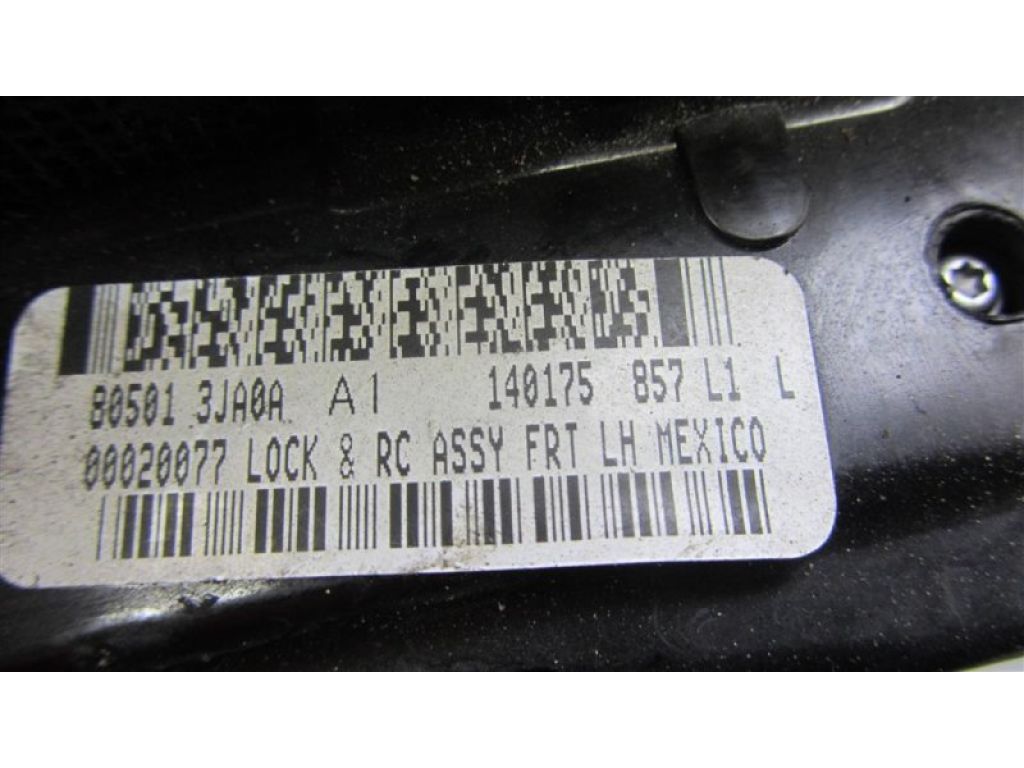 80501 3JA0A A1 140175 857 L1 L
00020077 LOCK & RC ASSY FRT LH MEXICO